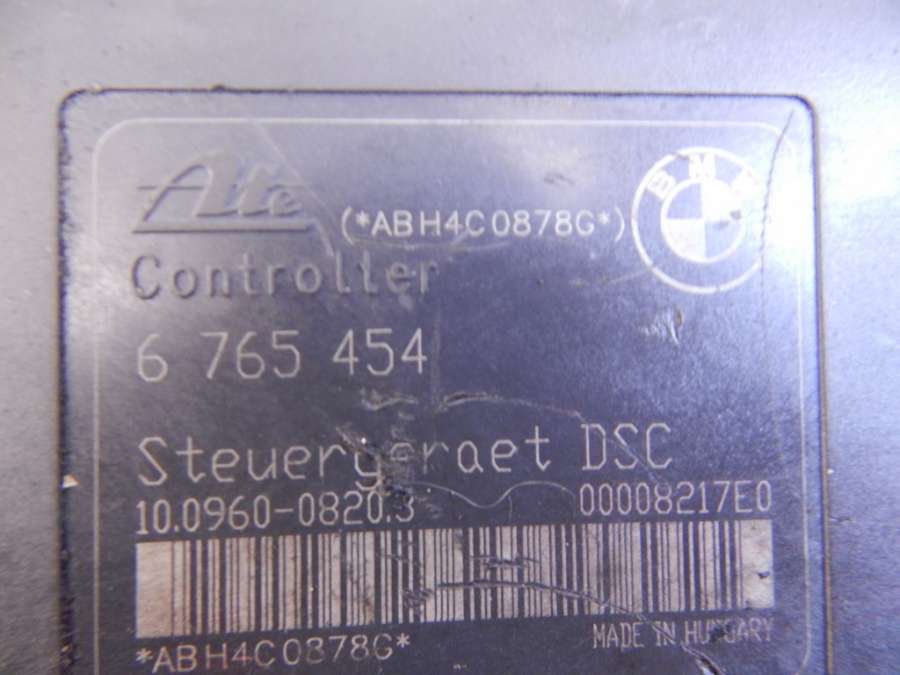 Ate
(*ABH4C0878G*)
BMW
Controller
6 765 454
Steuergeraet DSC
10.0960-0820.3 00008217E0
MADE IN HUNGARY
*ABH4C0878G*